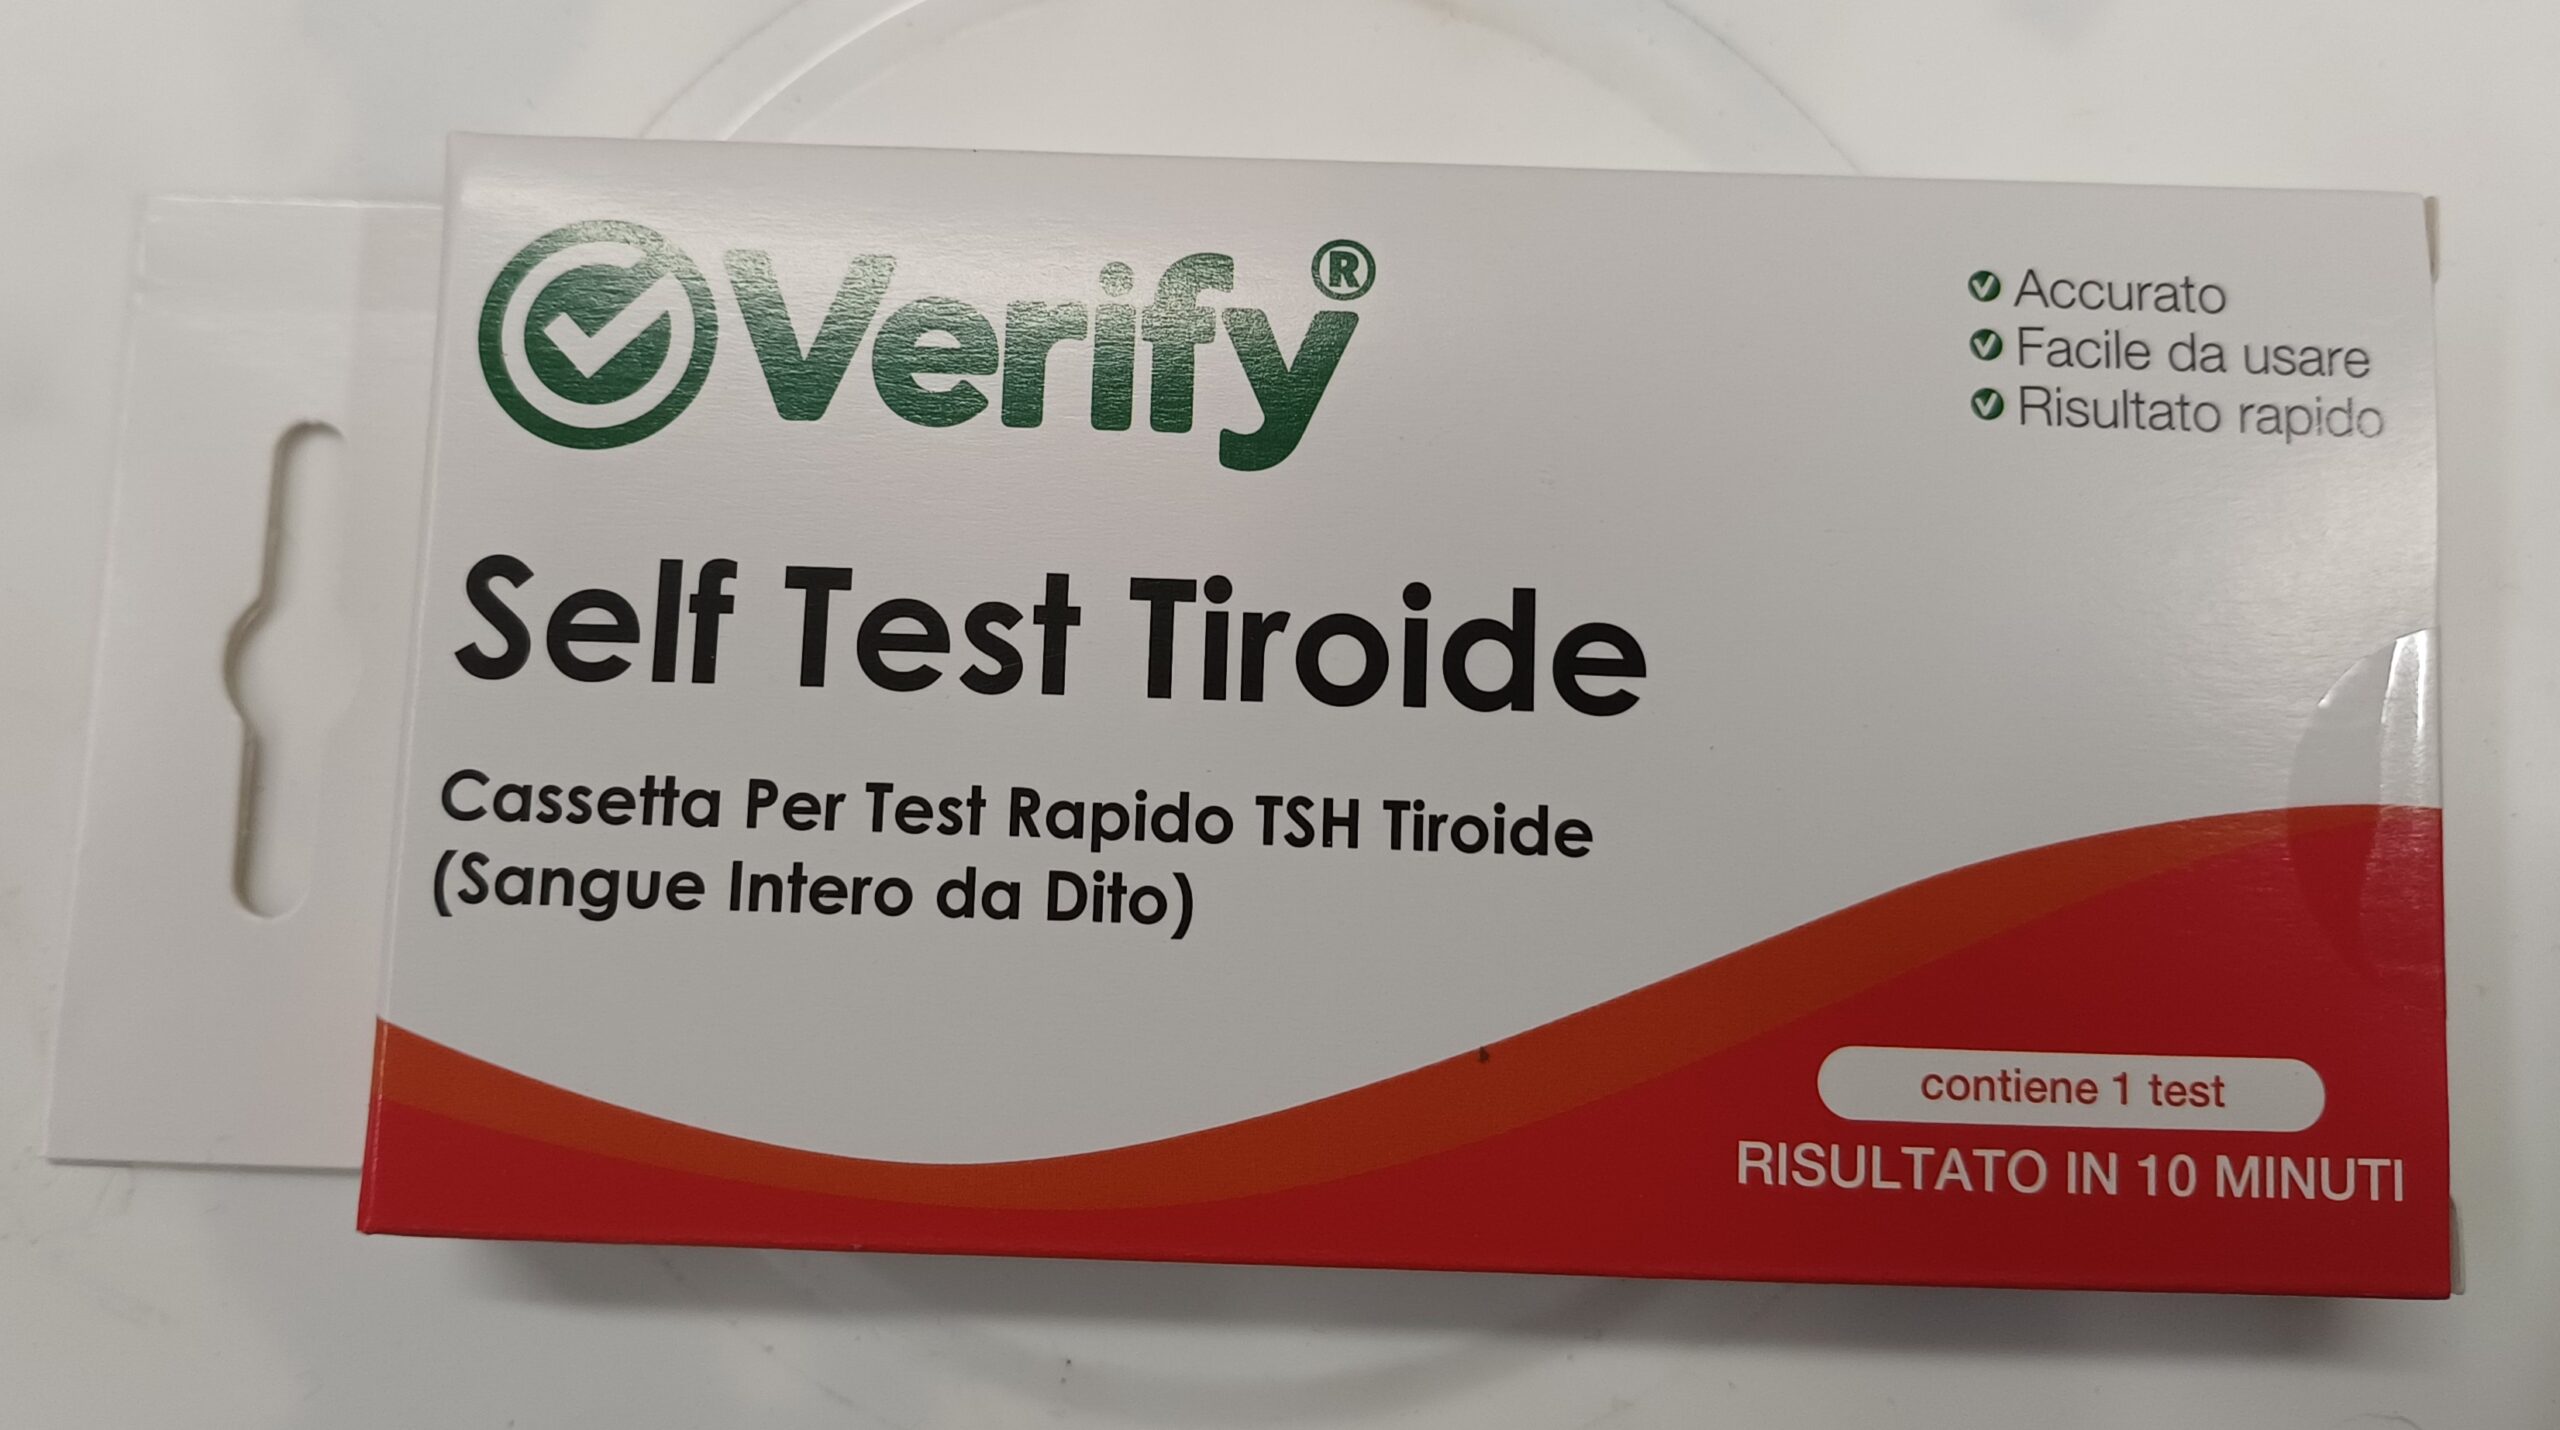 Verify®
Accurato
Facile da usare
Risultato rapido
Self Test Tiroide
Cassetta Per Test Rapido TSH Tiroide
(Sangue Intero da Dito)
contiene 1 test
RISULTATO IN 10 MINUTI